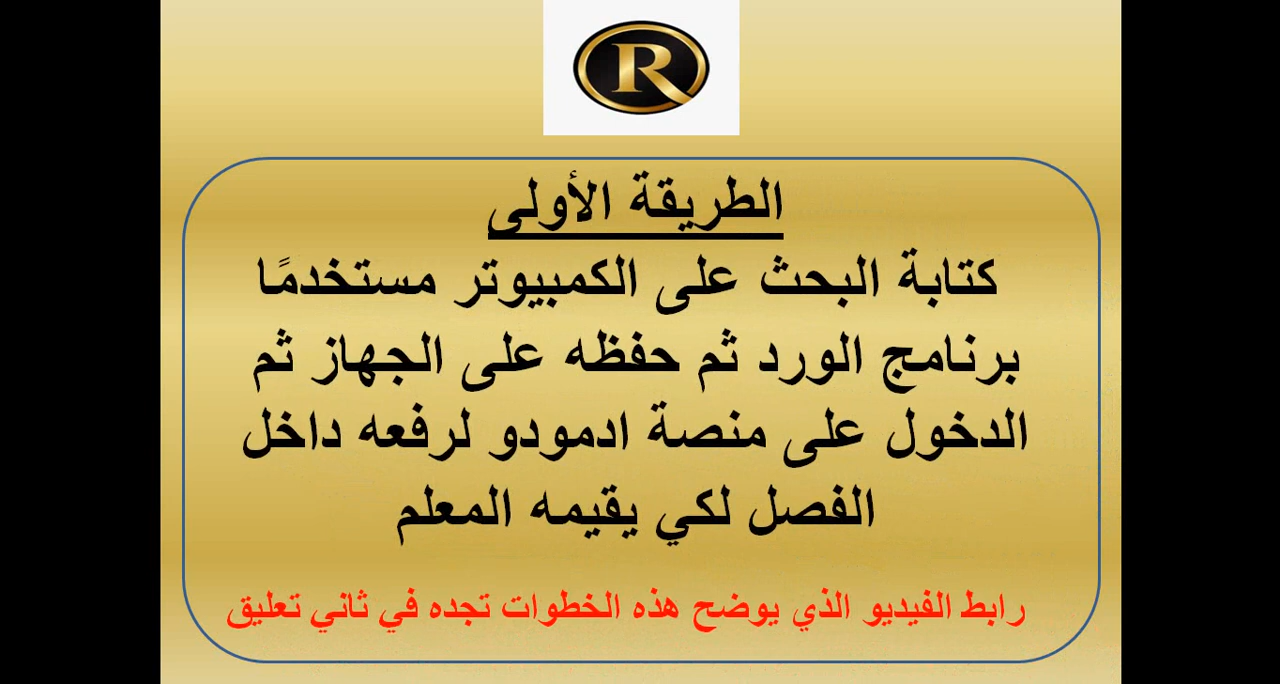 R
الطريقة الأولى
كتابة البحث على الكمبيوتر مستخدمًا
برنامج الورد ثم حفظه على الجهاز ثم
الدخول على منصة ادمودو لرفعه داخل
الفصل لكي يقيمه المعلم
رابط الفيديو الذي يوضح هذه الخطوات تجده في ثاني تعليق